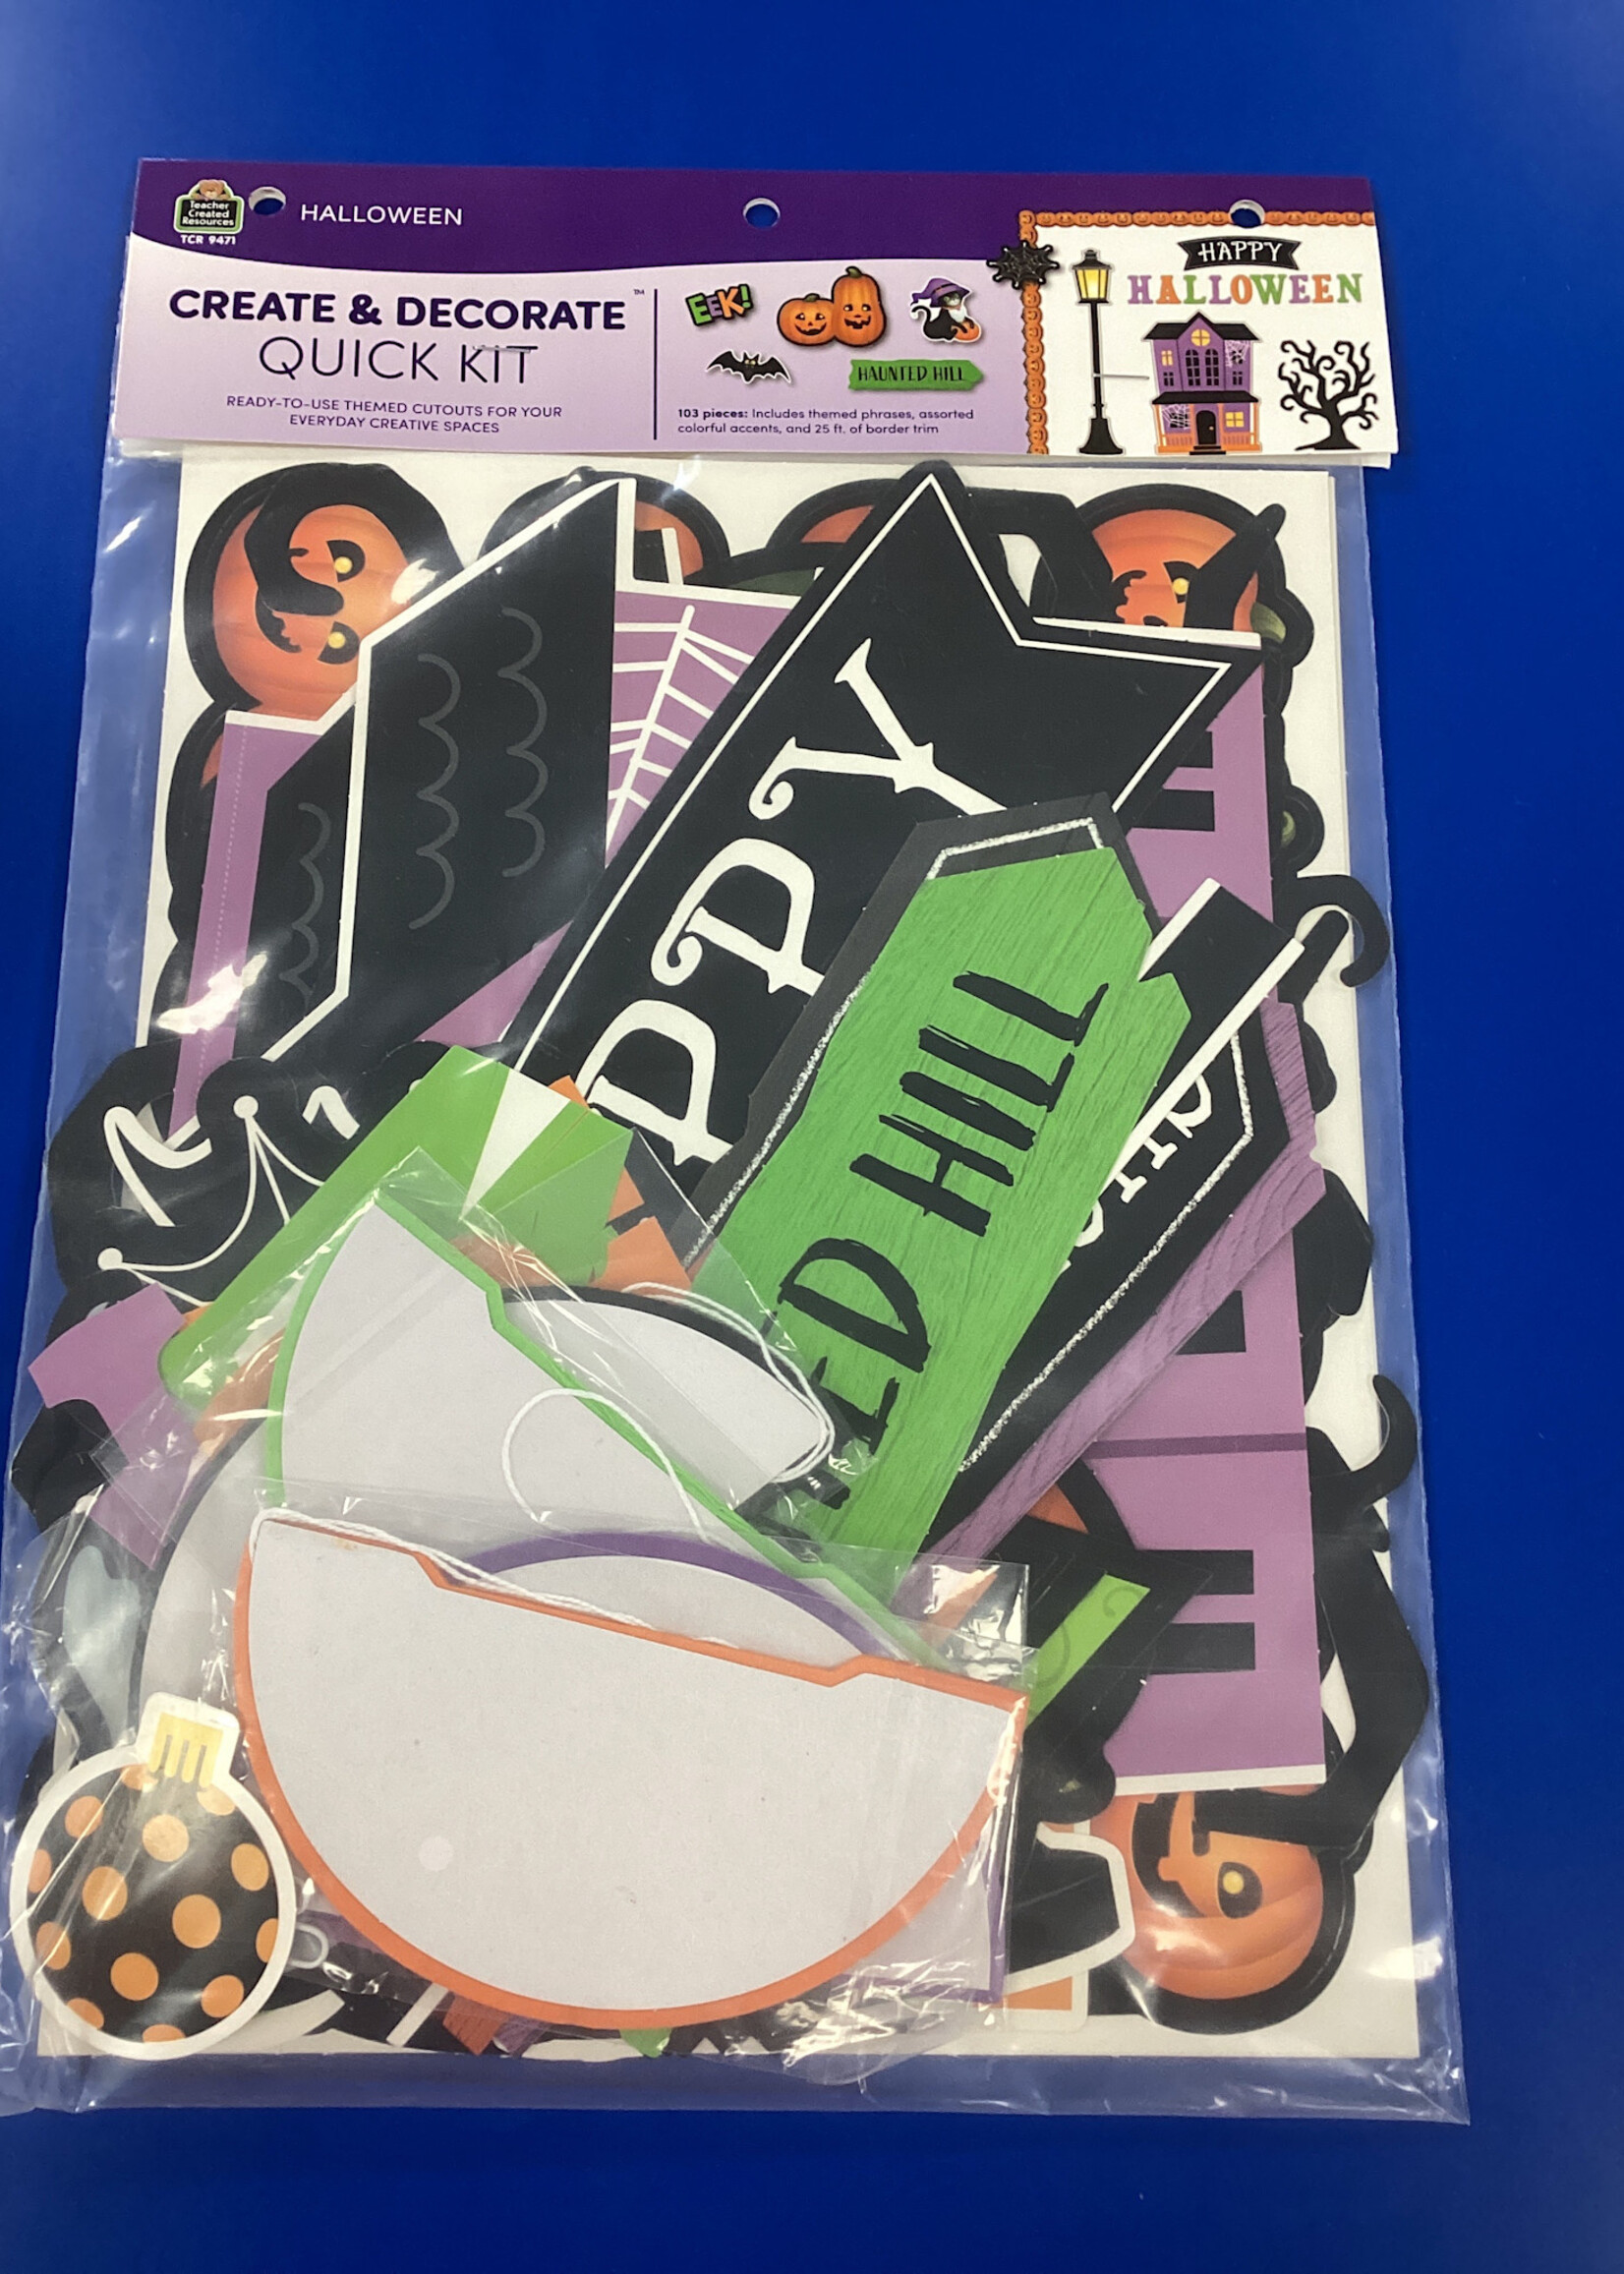 Teacher
Created
Resources
TCR 9471
HALLOWEEN
CREATE & DECORATE™
QUICK KIT
READY-TO-USE THEMED CUTOUTS FOR YOUR
EVERYDAY CREATIVE SPACES
EEK!
HAUNTED HILL
103 pieces: Includes themed phrases, assorted
colorful accents, and 25 ft. of border trim
HAPPY
HALLOWEEN
PPY
ED HILL